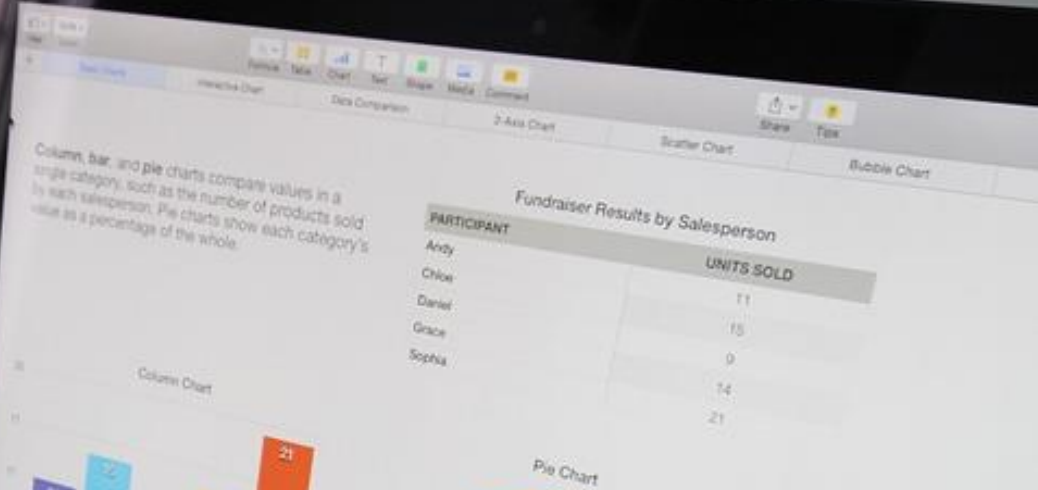 Table Chart Text Shape Media Comment
Share Tips
Basic Charts Interactive Chart Data Comparison 2-Axis Chart Scatter Chart Bubble Chart
Column, bar, and pie charts compare values in a
single category, such as the number of products sold
by each salesperson. Pie charts show each category's
value as a percentage of the whole.
Fundraiser Results by Salesperson
PARTICIPANT UNITS SOLD
Andy 11
Chloe 15
Daniel 9
Grace 14
Sophia 21
Column Chart
21
Pie Chart